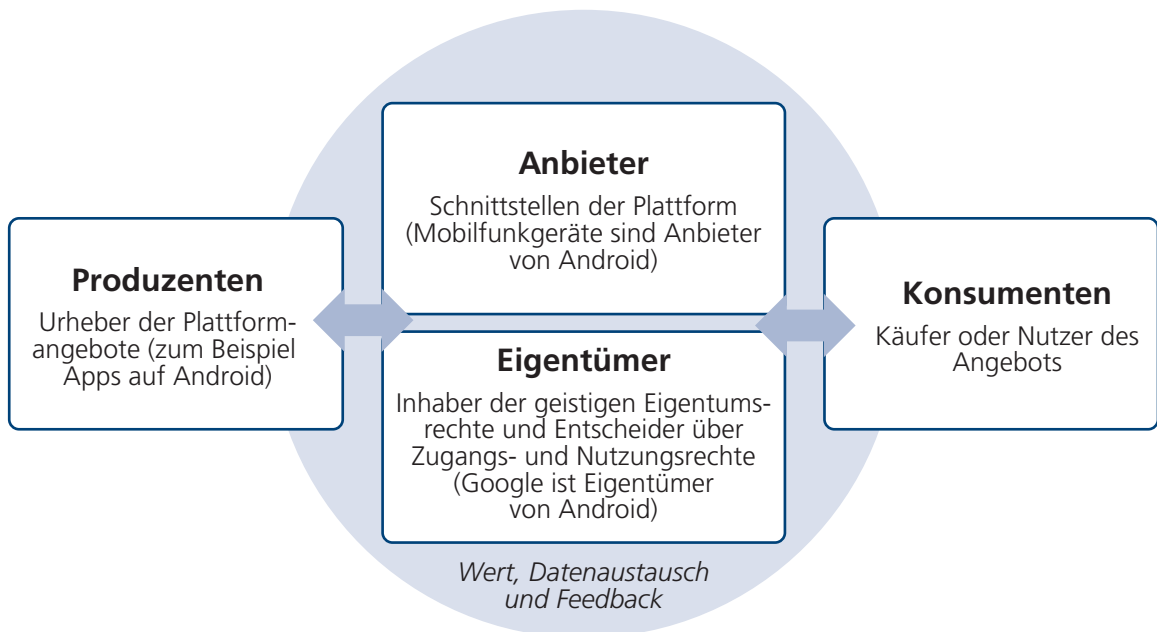 Anbieter
Schnittstellen der Plattform
(Mobilfunkgeräte sind Anbieter
von Android)
Produzenten
Urheber der Plattform-
angebote (zum Beispiel
Apps auf Android)
Eigentümer
Inhaber der geistigen Eigentums-
rechte und Entscheider über
Zugangs- und Nutzungsrechte
(Google ist Eigentümer
von Android)
Konsumenten
Käufer oder Nutzer des
Angebots
Wert, Datenaustausch
und Feedback